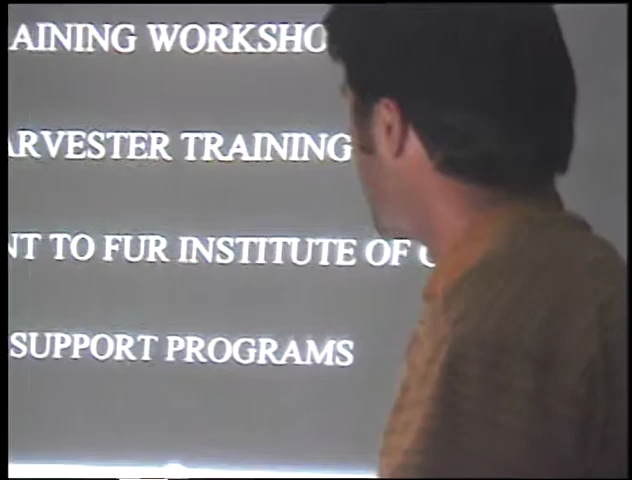 AINING WORKSHO
ARVESTER TRAINING
NT TO FUR INSTITUTE OF C
SUPPORT PROGRAMS